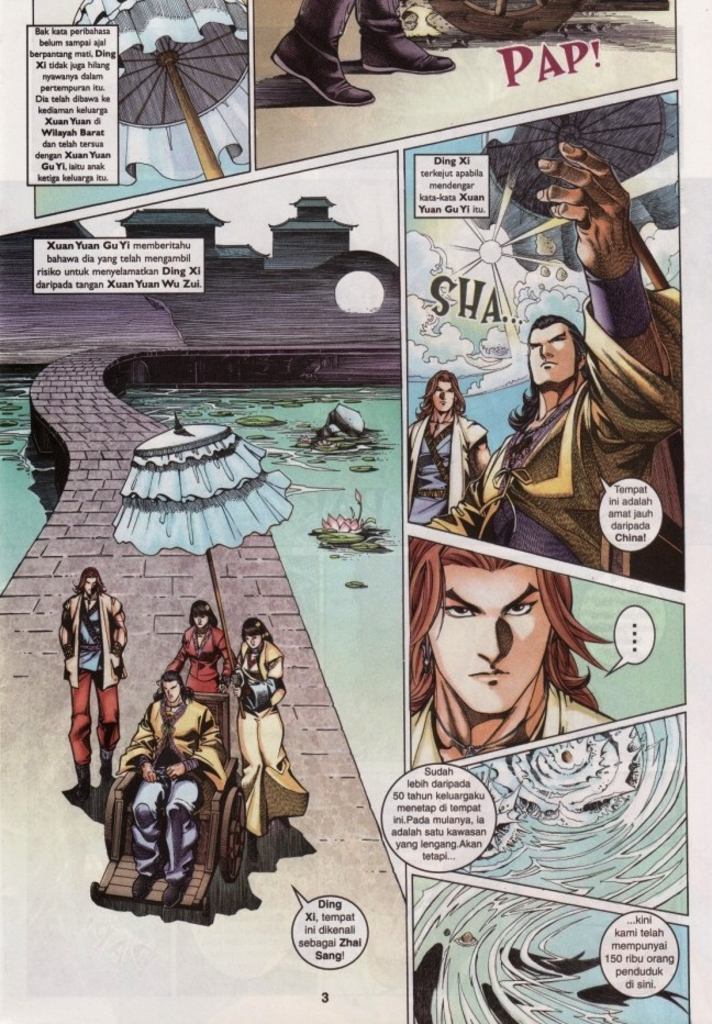 Bak kata peribahasa
belum sampai ajal
berpantang mati, Ding
Xi tidak kehilangan
nyawanya dalam
pertempuran itu.
Dia telah dibawa ke
kediaman keluarga
Xuan Yuan di
Wilayah Barat
dan telah tersua
dengan Xuan Yuan
Gu Yi, iaitu anak
ketiga keluarga itu.
PAP!
Xuan Yuan Gu Yi memberitahu
bahawa dia yang telah mengambil
risiko untuk menyelamatkan Ding Xi
daripada tangan Xuan Yuan Wu Zui.
Ding Xi
terkejut apabila
mendengar
kata-kata Xuan
Yuan Gu Yi itu.
SHA...
Tempat
ini adalah
amat jauh
daripada
China!
....
Sudah
lebih daripada
50 tahun keluargaku
menetap di tempat
ini.Pada mulanya, ia
adalah satu kawasan
yang lengang.Akan
tetapi...
Ding
Xi, tempat
ini dikenali
sebagai Zhai
Sang!
...kini
kami telah
mempunyai
150 ribu orang
penduduk
di sini.
3